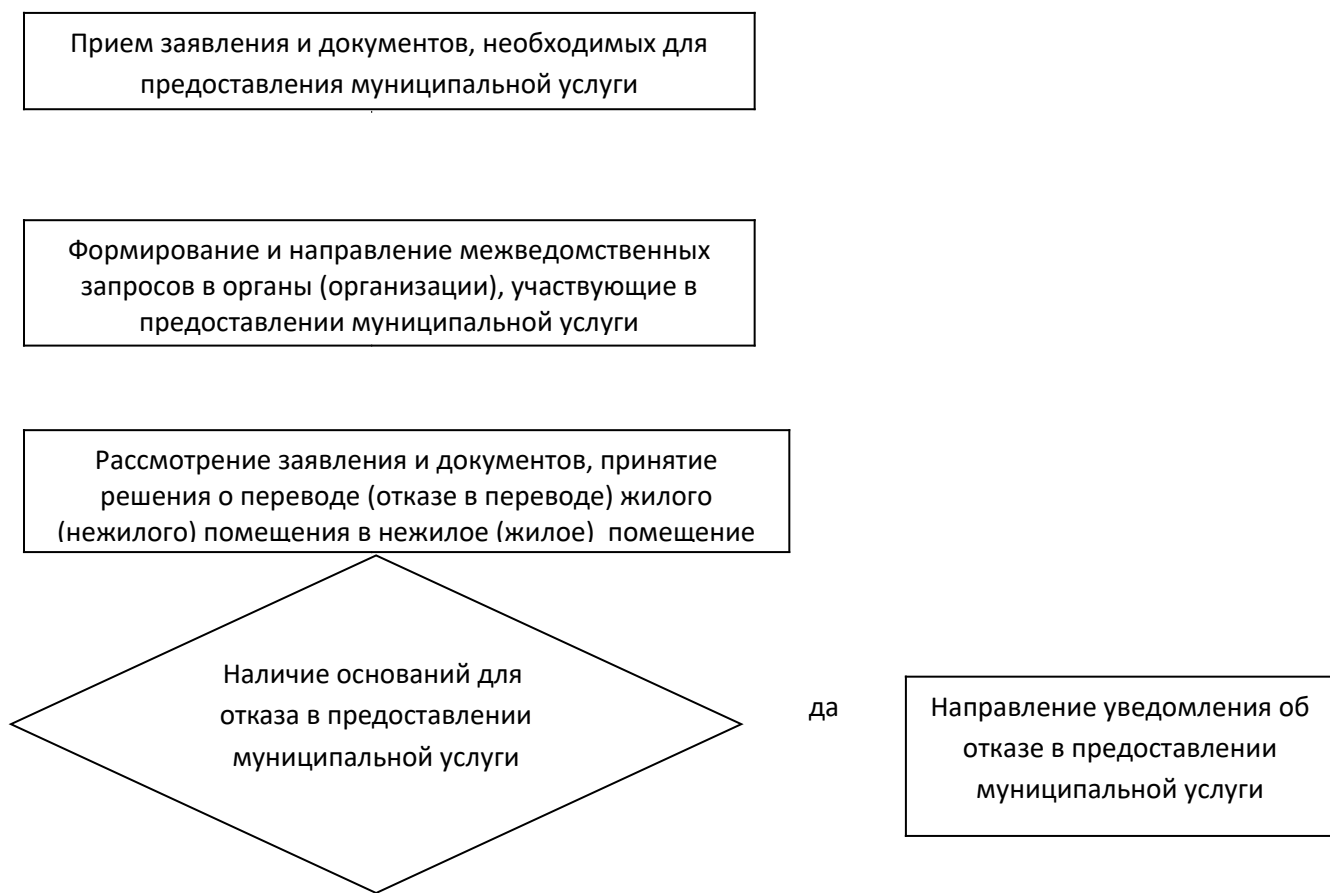 Прием заявления и документов, необходимых для
предоставления муниципальной услуги
Формирование и направление межведомственных
запросов в органы (организации), участвующие в
предоставлении муниципальной услуги
Рассмотрение заявления и документов, принятие
решения о переводе (отказе в переводе) жилого
(нежилого) помещения в нежилое (жилое) помещение
Наличие оснований для
отказа в предоставлении
муниципальной услуги
да
Направление уведомления об
отказе в предоставлении
муниципальной услуги